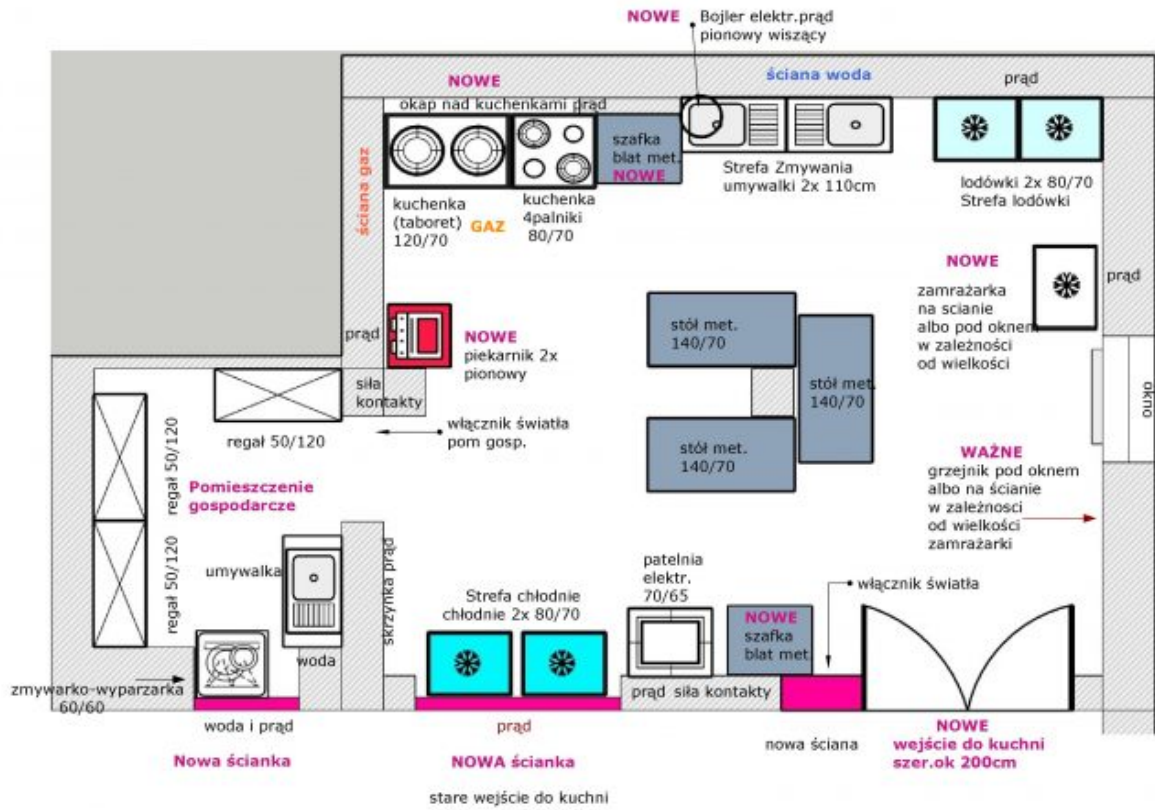 NOWE
Bojler elektr.prąd
pionowy wiszący
NOWE
ściana woda
prąd
okap nad kuchenkami prąd
ściana gaz
szafka
blat met.
NOWE
kuchenka
(taboret)
120/70
GAZ
kuchenka
4palniki
80/70
Strefa Zmywania
umywalki 2x 110cm
lodówki 2x 80/70
Strefa lodówki
NOWE
zamrażarka
na scianie
albo pod oknem
w zależności
od wielkości
prąd
prąd
NOWE
piekarnik 2x
pionowy
stół met.
140/70
stół met.
140/70
stół met.
140/70
okno
siła
kontakty
włącznik światła
pom gosp.
regał 50/120
regał 50/120
regał 50/120
Pomieszczenie
gospodarcze
WAŻNE
grzejnik pod oknem
albo na ścianie
w zależnosci
od wielkości
zamrażarki
umywalka
woda
skrzynka prąd
Strefa chłodnie
chłodnie 2x 80/70
patelnia
elektr.
70/65
włącznik światła
NOWE
szafka
blat met.
zmywarko-wyparzarka
60/60
woda i prąd
prąd
prąd siła kontakty
Nowa ścianka
NOWA ścianka
nowa ściana
NOWE
wejście do kuchni
szer.ok 200cm
stare wejście do kuchni